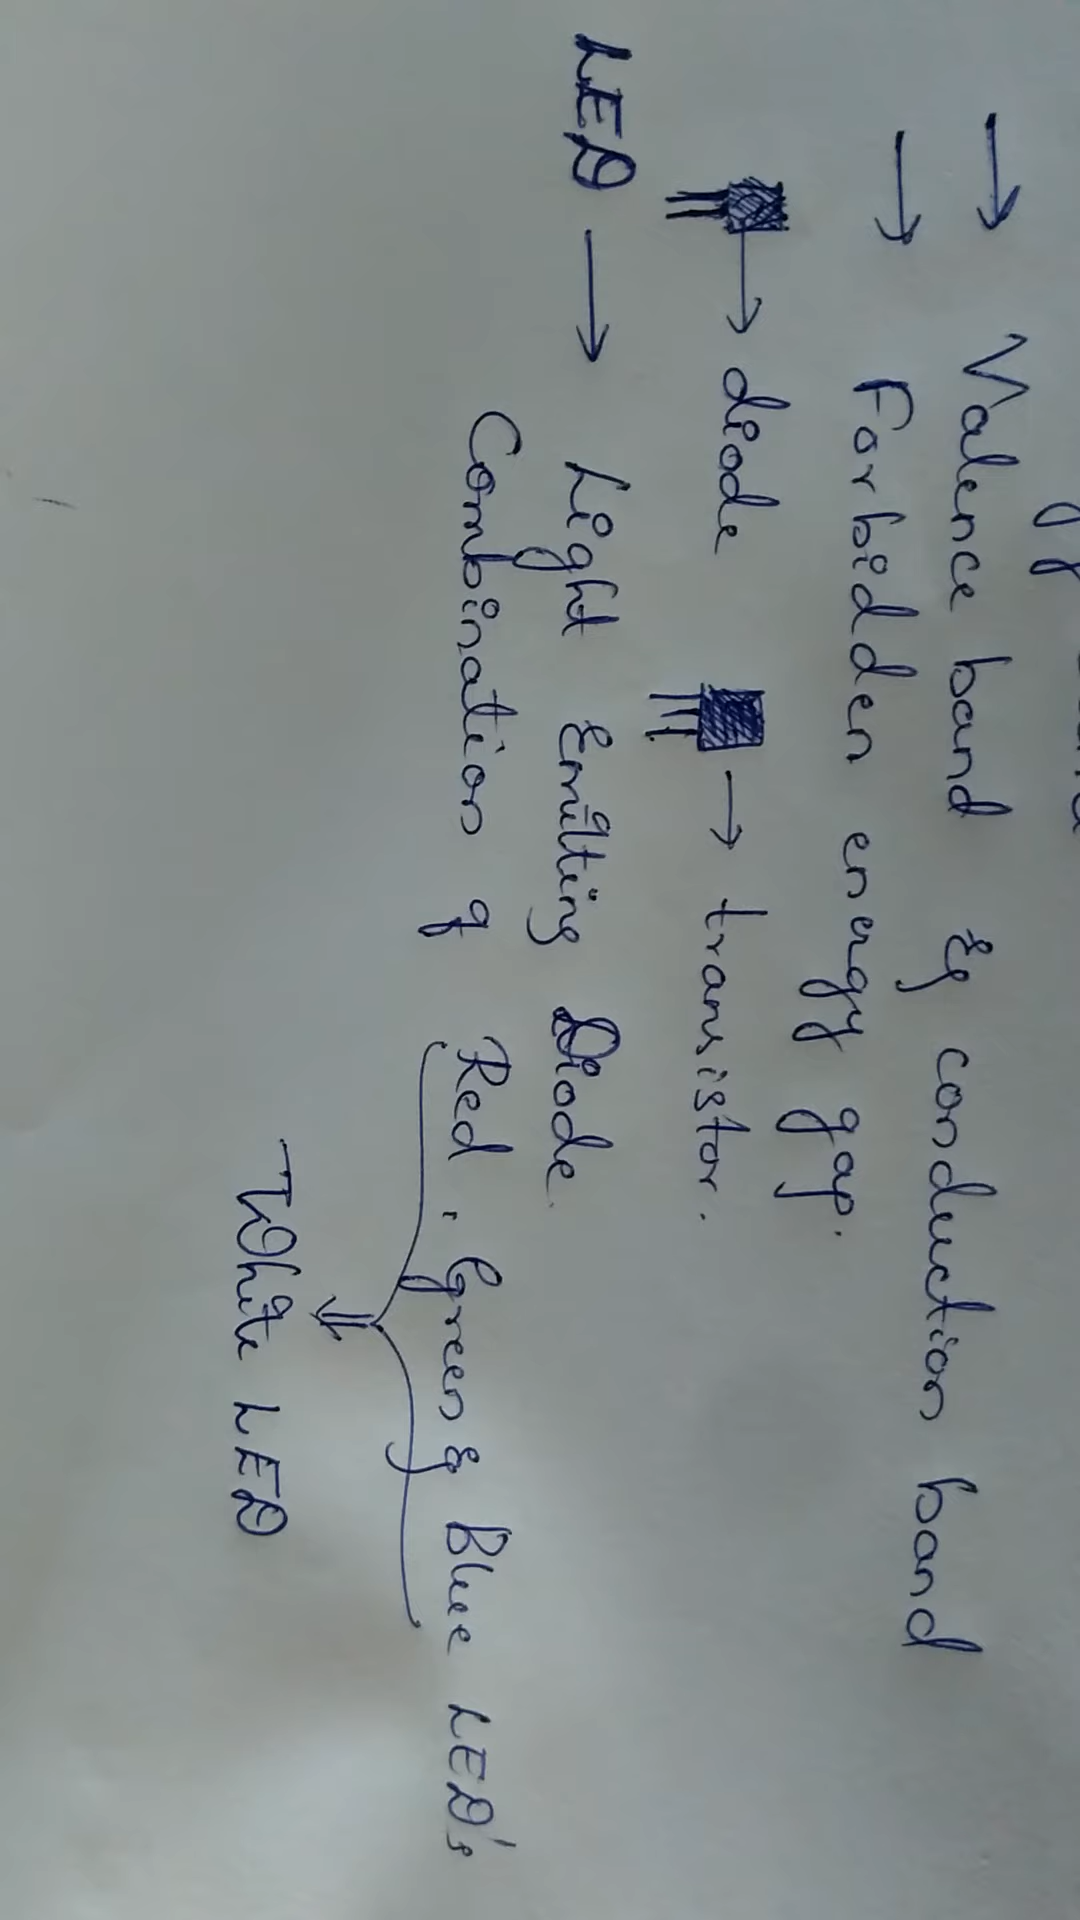 → Valence band & conduction band
→ Forbidden energy gap.
→ diode → transistor.
LED → Light Emitting Diode.
Combination of Red, Green & Blue LED's
⇓
White LED